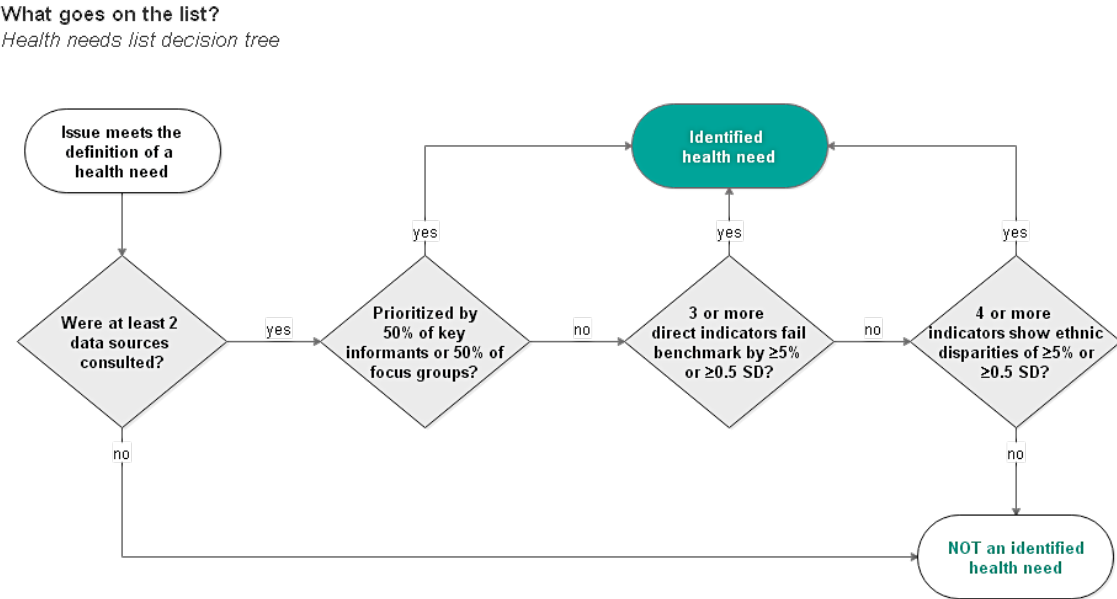 What goes on the list?
Health needs list decision tree
Issue meets the
definition of a
health need
Identified
health need
yes
yes
yes
Were at least 2
data sources
consulted?
yes
Prioritized by
50% of key
informants or 50% of
focus groups?
no
3 or more
direct indicators fail
benchmark by ≥5%
or ≥0.5 SD?
no
4 or more
indicators show ethnic
disparities of ≥5% or
≥0.5 SD?
no
no
NOT an identified
health need